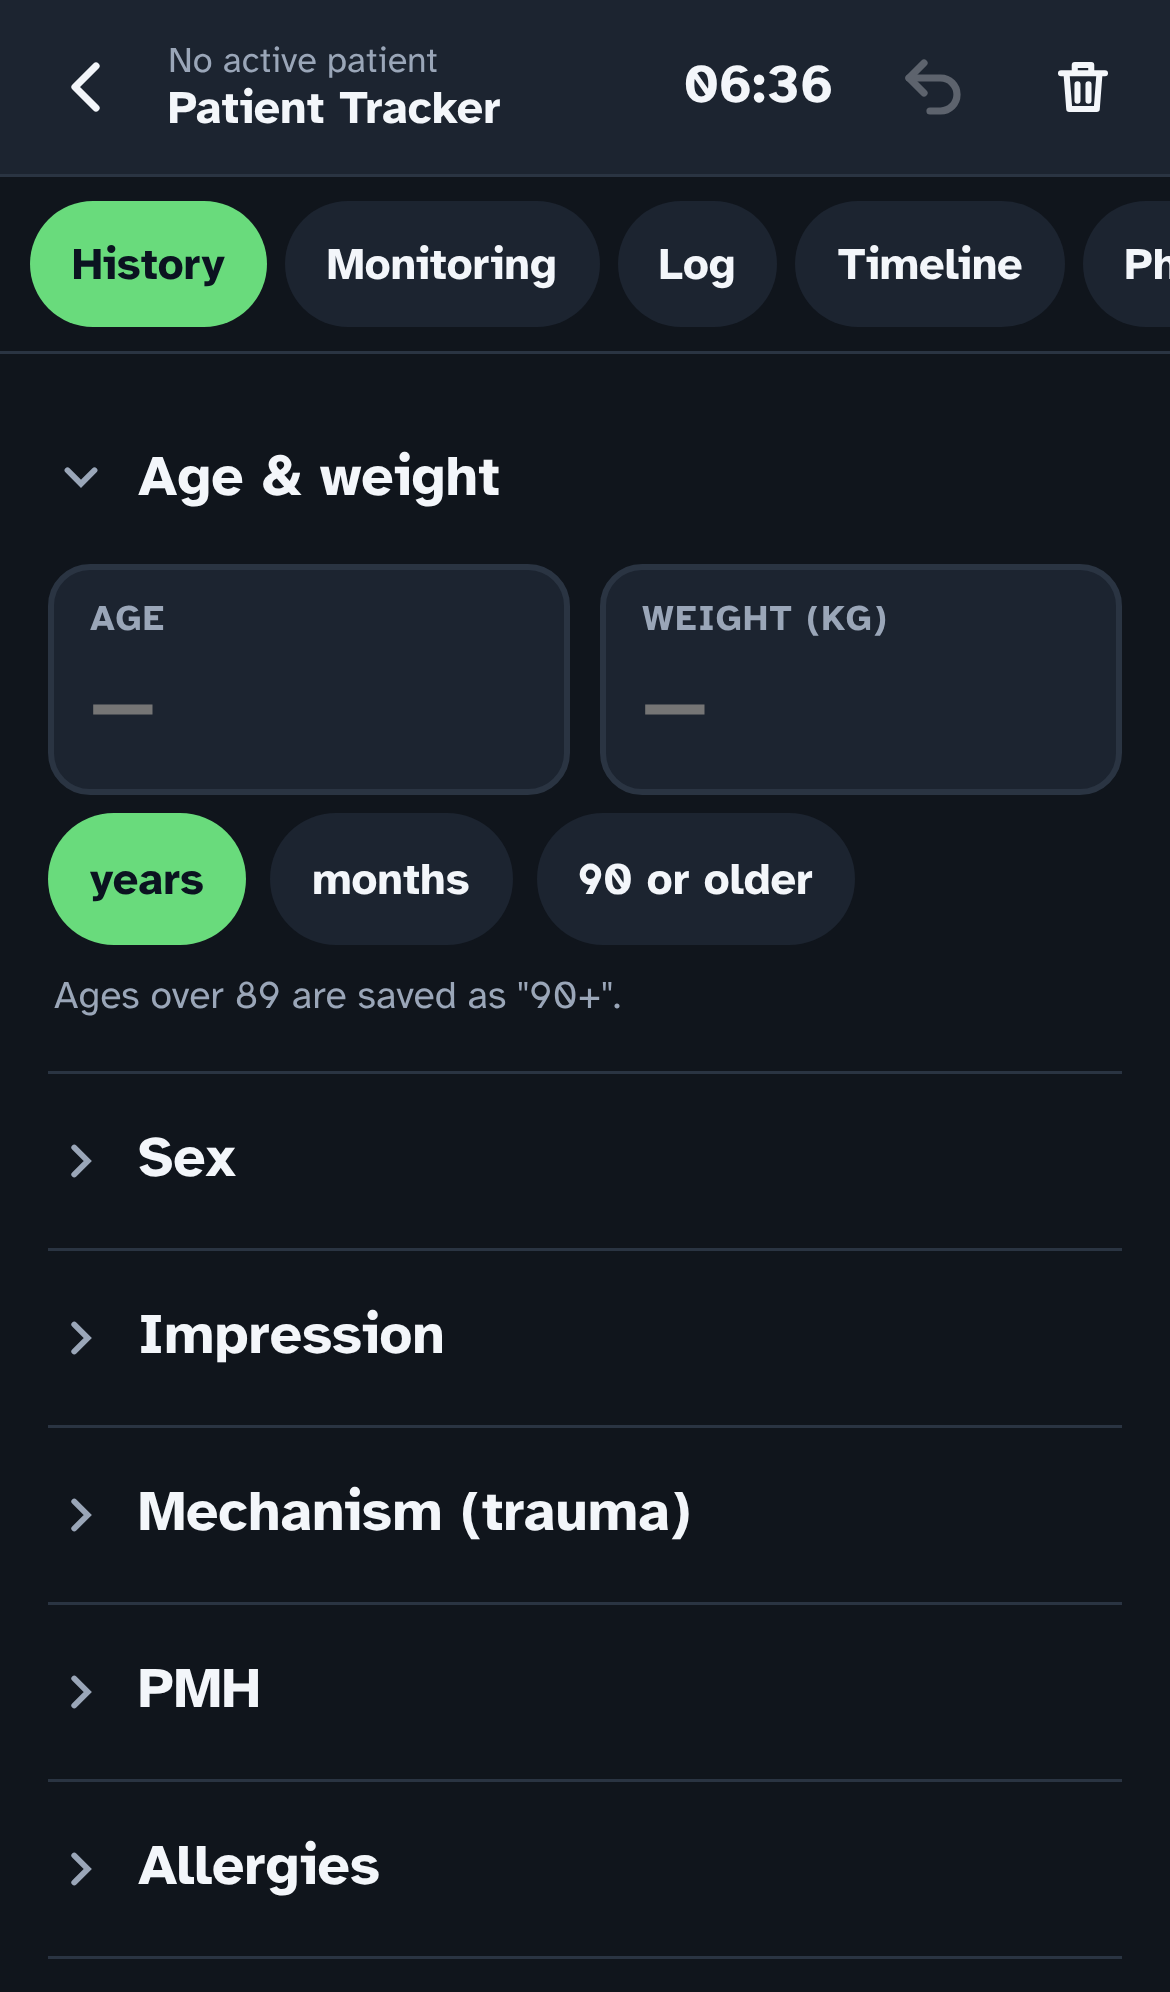 No active patient
Patient Tracker
06:36
History
Monitoring
Log
Timeline
Ph
Age & weight
AGE
—
WEIGHT (KG)
—
years
months
90 or older
Ages over 89 are saved as "90+".
Sex
Impression
Mechanism (trauma)
PMH
Allergies